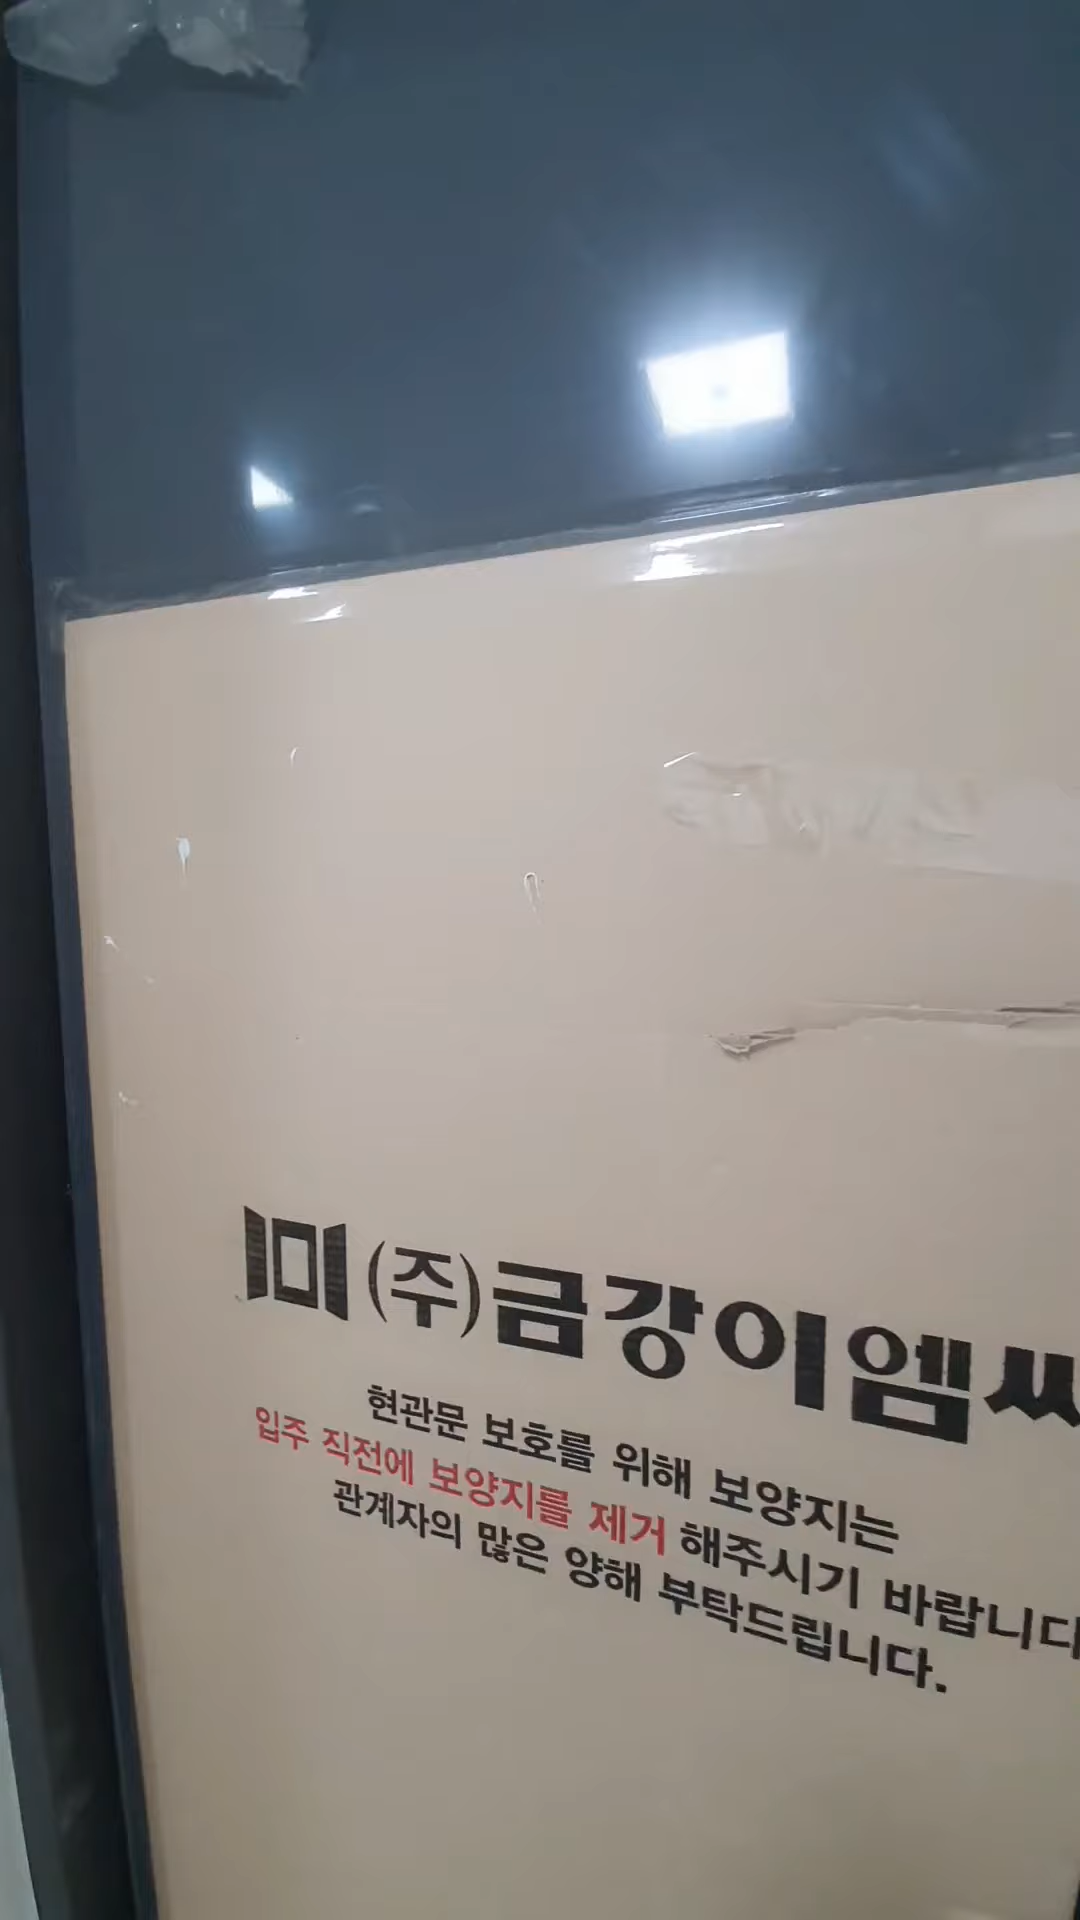 (주)금강이엠씨
현관문 보호를 위해 보양지는
입주 직전에 보양지를 제거 해주시기 바랍니다
관계자의 많은 양해 부탁드립니다.